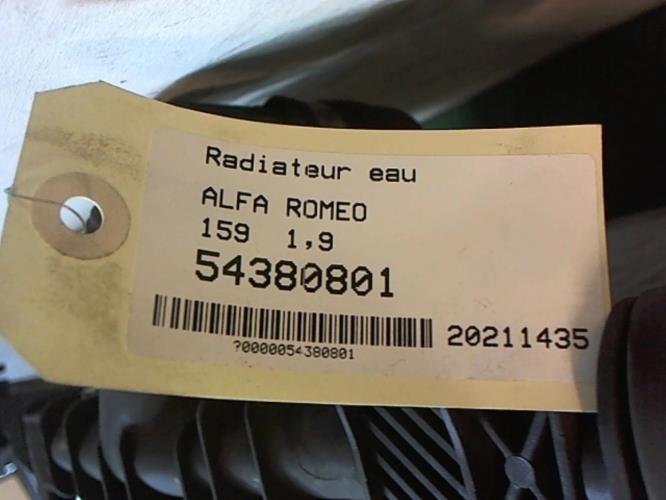 Radiateur eau
ALFA ROMEO
159 1,9
54380801
20211435
?0000054380801